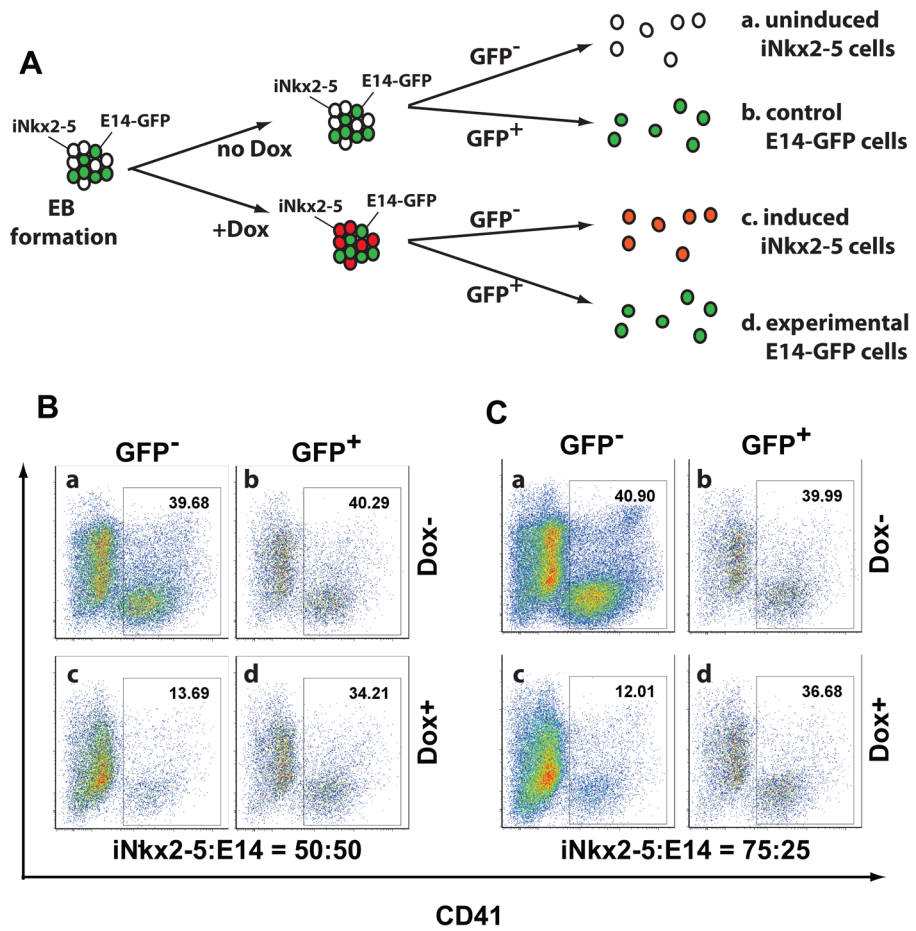 A
iNkx2-5
E14-GFP
EB
formation
no Dox
+Dox
iNkx2-5
E14-GFP
iNkx2-5
E14-GFP
GFP-
GFP+
GFP-
GFP+
a. uninduced
iNkx2-5 cells
b. control
E14-GFP cells
c. induced
iNkx2-5 cells
d. experimental
E14-GFP cells
B
GFP-
GFP+
a
39.68
b
40.29
Dox-
c
13.69
d
34.21
Dox+
iNkx2-5:E14 = 50:50
C
GFP-
GFP+
a
40.90
b
39.99
Dox-
c
12.01
d
36.68
Dox+
iNkx2-5:E14 = 75:25
CD41